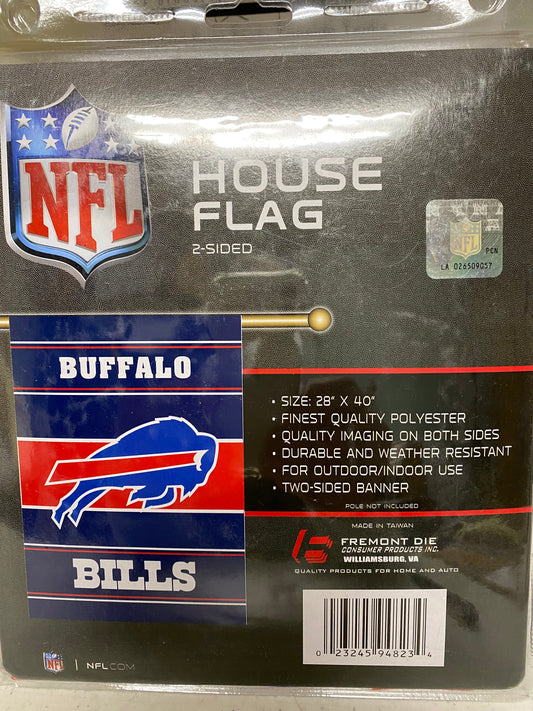 NFL
HOUSE
FLAG
2-SIDED
NFL
PCN
LA 026509057
BUFFALO
BILLS
• SIZE: 28" X 40"
• FINEST QUALITY POLYESTER
• QUALITY IMAGING ON BOTH SIDES
• DURABLE AND WEATHER RESISTANT
• FOR OUTDOOR/INDOOR USE
• TWO-SIDED BANNER
POLE NOT INCLUDED
MADE IN TAIWAN
FREMONT DIE
CONSUMER PRODUCTS INC.
WILLIAMSBURG, VA
QUALITY PRODUCTS FOR HOME AND AUTO
NFL | NFL.COM
0 23245 94823 4